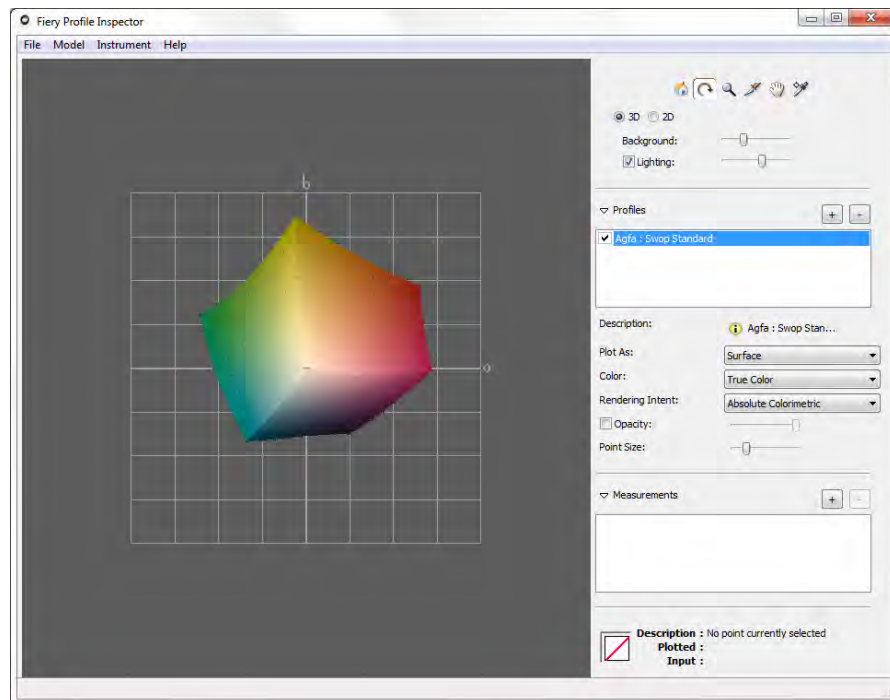 Fiery Profile Inspector
File Model Instrument Help
3D 2D
Background:
Lighting:
b
a
Profiles + -
Agfa : Swop Standard
Description: Agfa : Swop Stan...
Plot As: Surface
Color: True Color
Rendering Intent: Absolute Colorimetric
Opacity:
Point Size:
Measurements + -
Description : No point currently selected
Plotted :
Input :